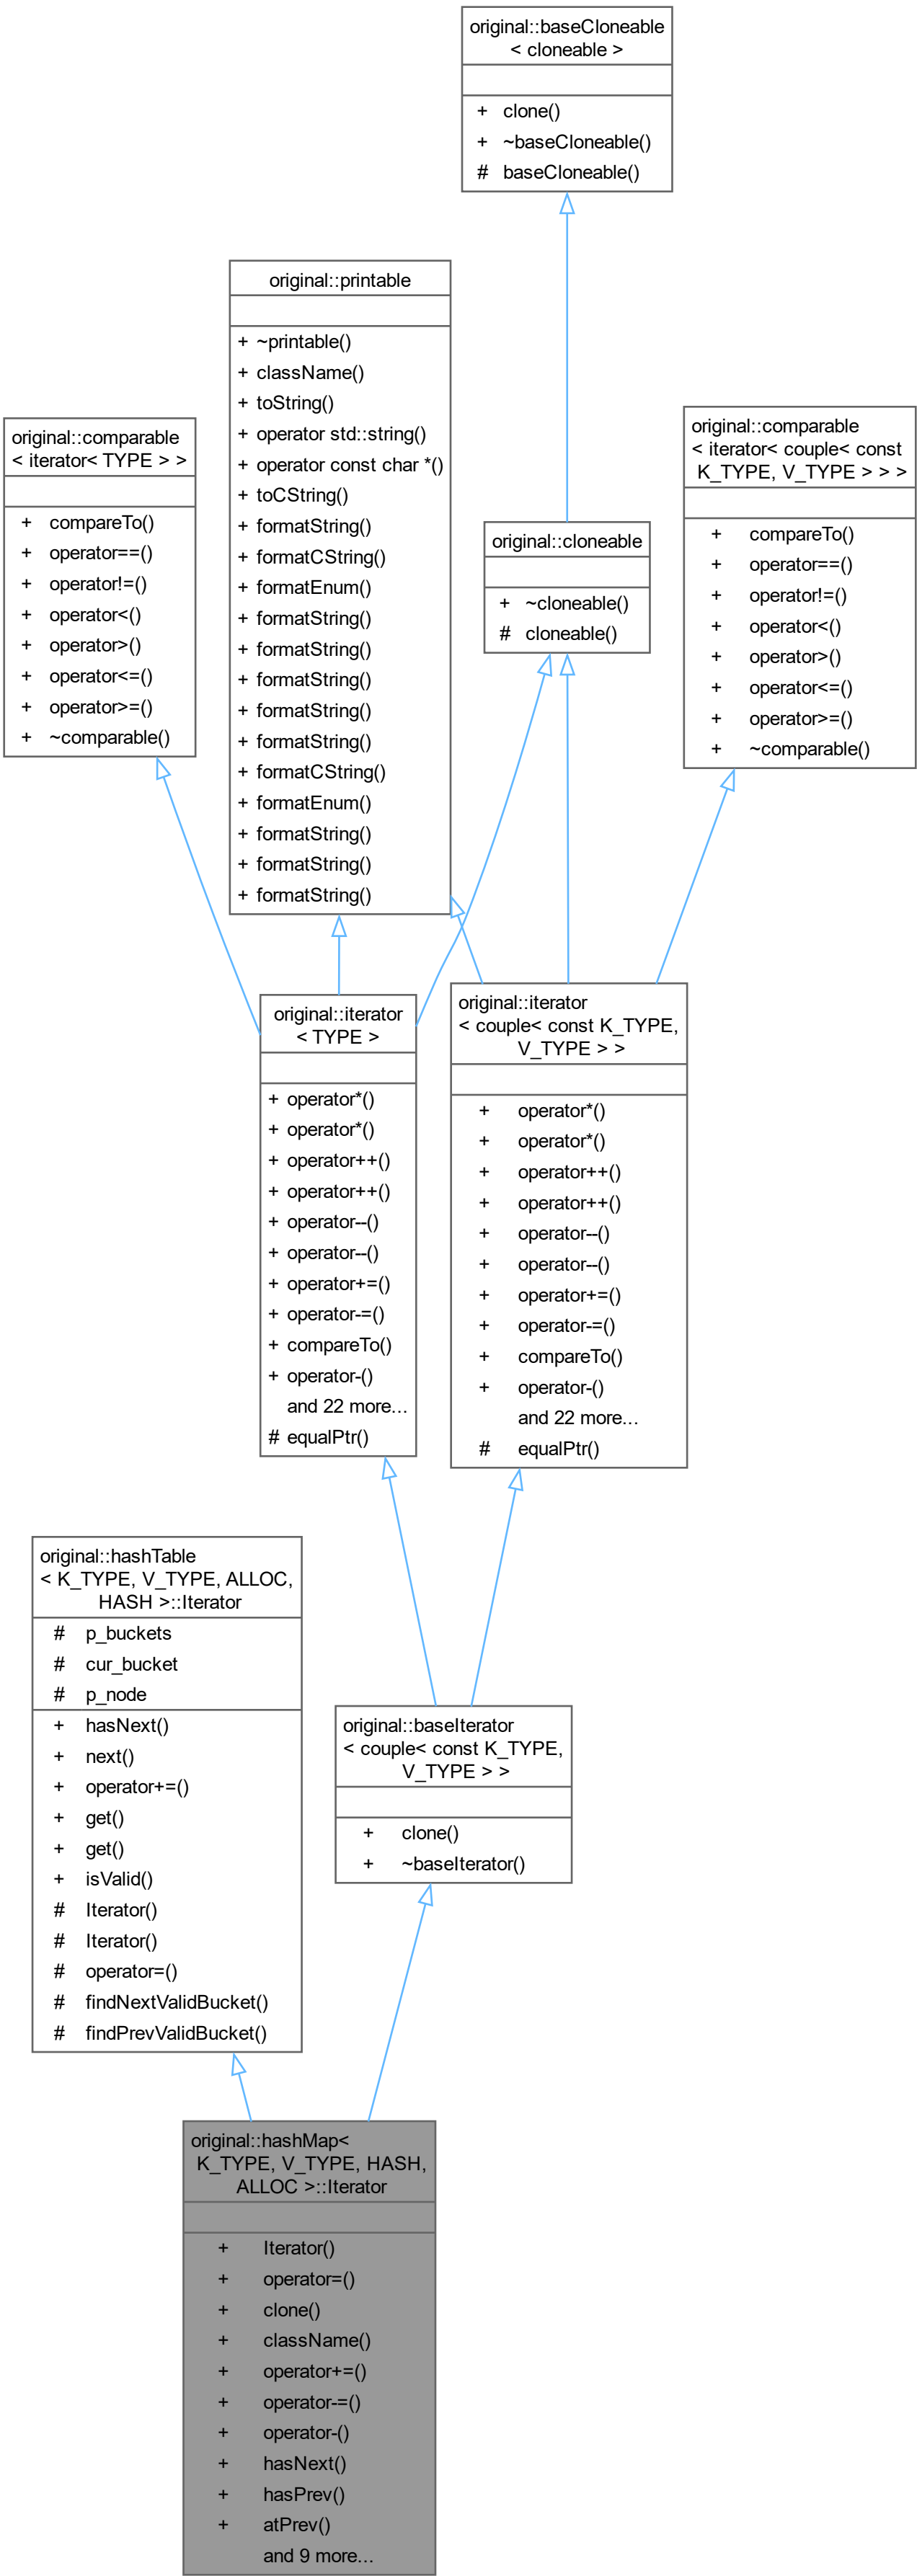 original::baseCloneable
< cloneable >
+ clone()
+ ~baseCloneable()
# baseCloneable()
original::printable
+ ~printable()
+ className()
+ toString()
+ operator std::string()
+ operator const char *()
+ toCString()
+ formatString()
+ formatCString()
+ formatEnum()
+ formatString()
+ formatString()
+ formatString()
+ formatString()
+ formatString()
+ formatCString()
+ formatEnum()
+ formatString()
+ formatString()
+ formatString()
original::comparable
< iterator< TYPE > >
+ compareTo()
+ operator==()
+ operator!=()
+ operator<()
+ operator>()
+ operator<=()
+ operator>=()
+ ~comparable()
original::cloneable
+ ~cloneable()
# cloneable()
original::comparable
< iterator< couple< const
K_TYPE, V_TYPE > > >
+ compareTo()
+ operator==()
+ operator!=()
+ operator<()
+ operator>()
+ operator<=()
+ operator>=()
+ ~comparable()
original::iterator
< TYPE >
+ operator*()
+ operator*()
+ operator++()
+ operator++()
+ operator--()
+ operator--()
+ operator+=()
+ operator-=()
+ compareTo()
+ operator-()
and 22 more...
# equalPtr()
original::iterator
< couple< const K_TYPE,
V_TYPE > >
+ operator*()
+ operator*()
+ operator++()
+ operator++()
+ operator--()
+ operator--()
+ operator+=()
+ operator-=()
+ compareTo()
+ operator-()
and 22 more...
# equalPtr()
original::hashTable
< K_TYPE, V_TYPE, ALLOC,
HASH >::Iterator
# p_buckets
# cur_bucket
# p_node
+ hasNext()
+ next()
+ operator+=()
+ get()
+ get()
+ isValid()
# Iterator()
# Iterator()
# operator=()
# findNextValidBucket()
# findPrevValidBucket()
original::baseIterator
< couple< const K_TYPE,
V_TYPE > >
+ clone()
+ ~baseIterator()
original::hashMap<
K_TYPE, V_TYPE, HASH,
ALLOC >::Iterator
+ Iterator()
+ operator=()
+ clone()
+ className()
+ operator+=()
+ operator-=()
+ operator-()
+ hasNext()
+ hasPrev()
+ atPrev()
and 9 more...